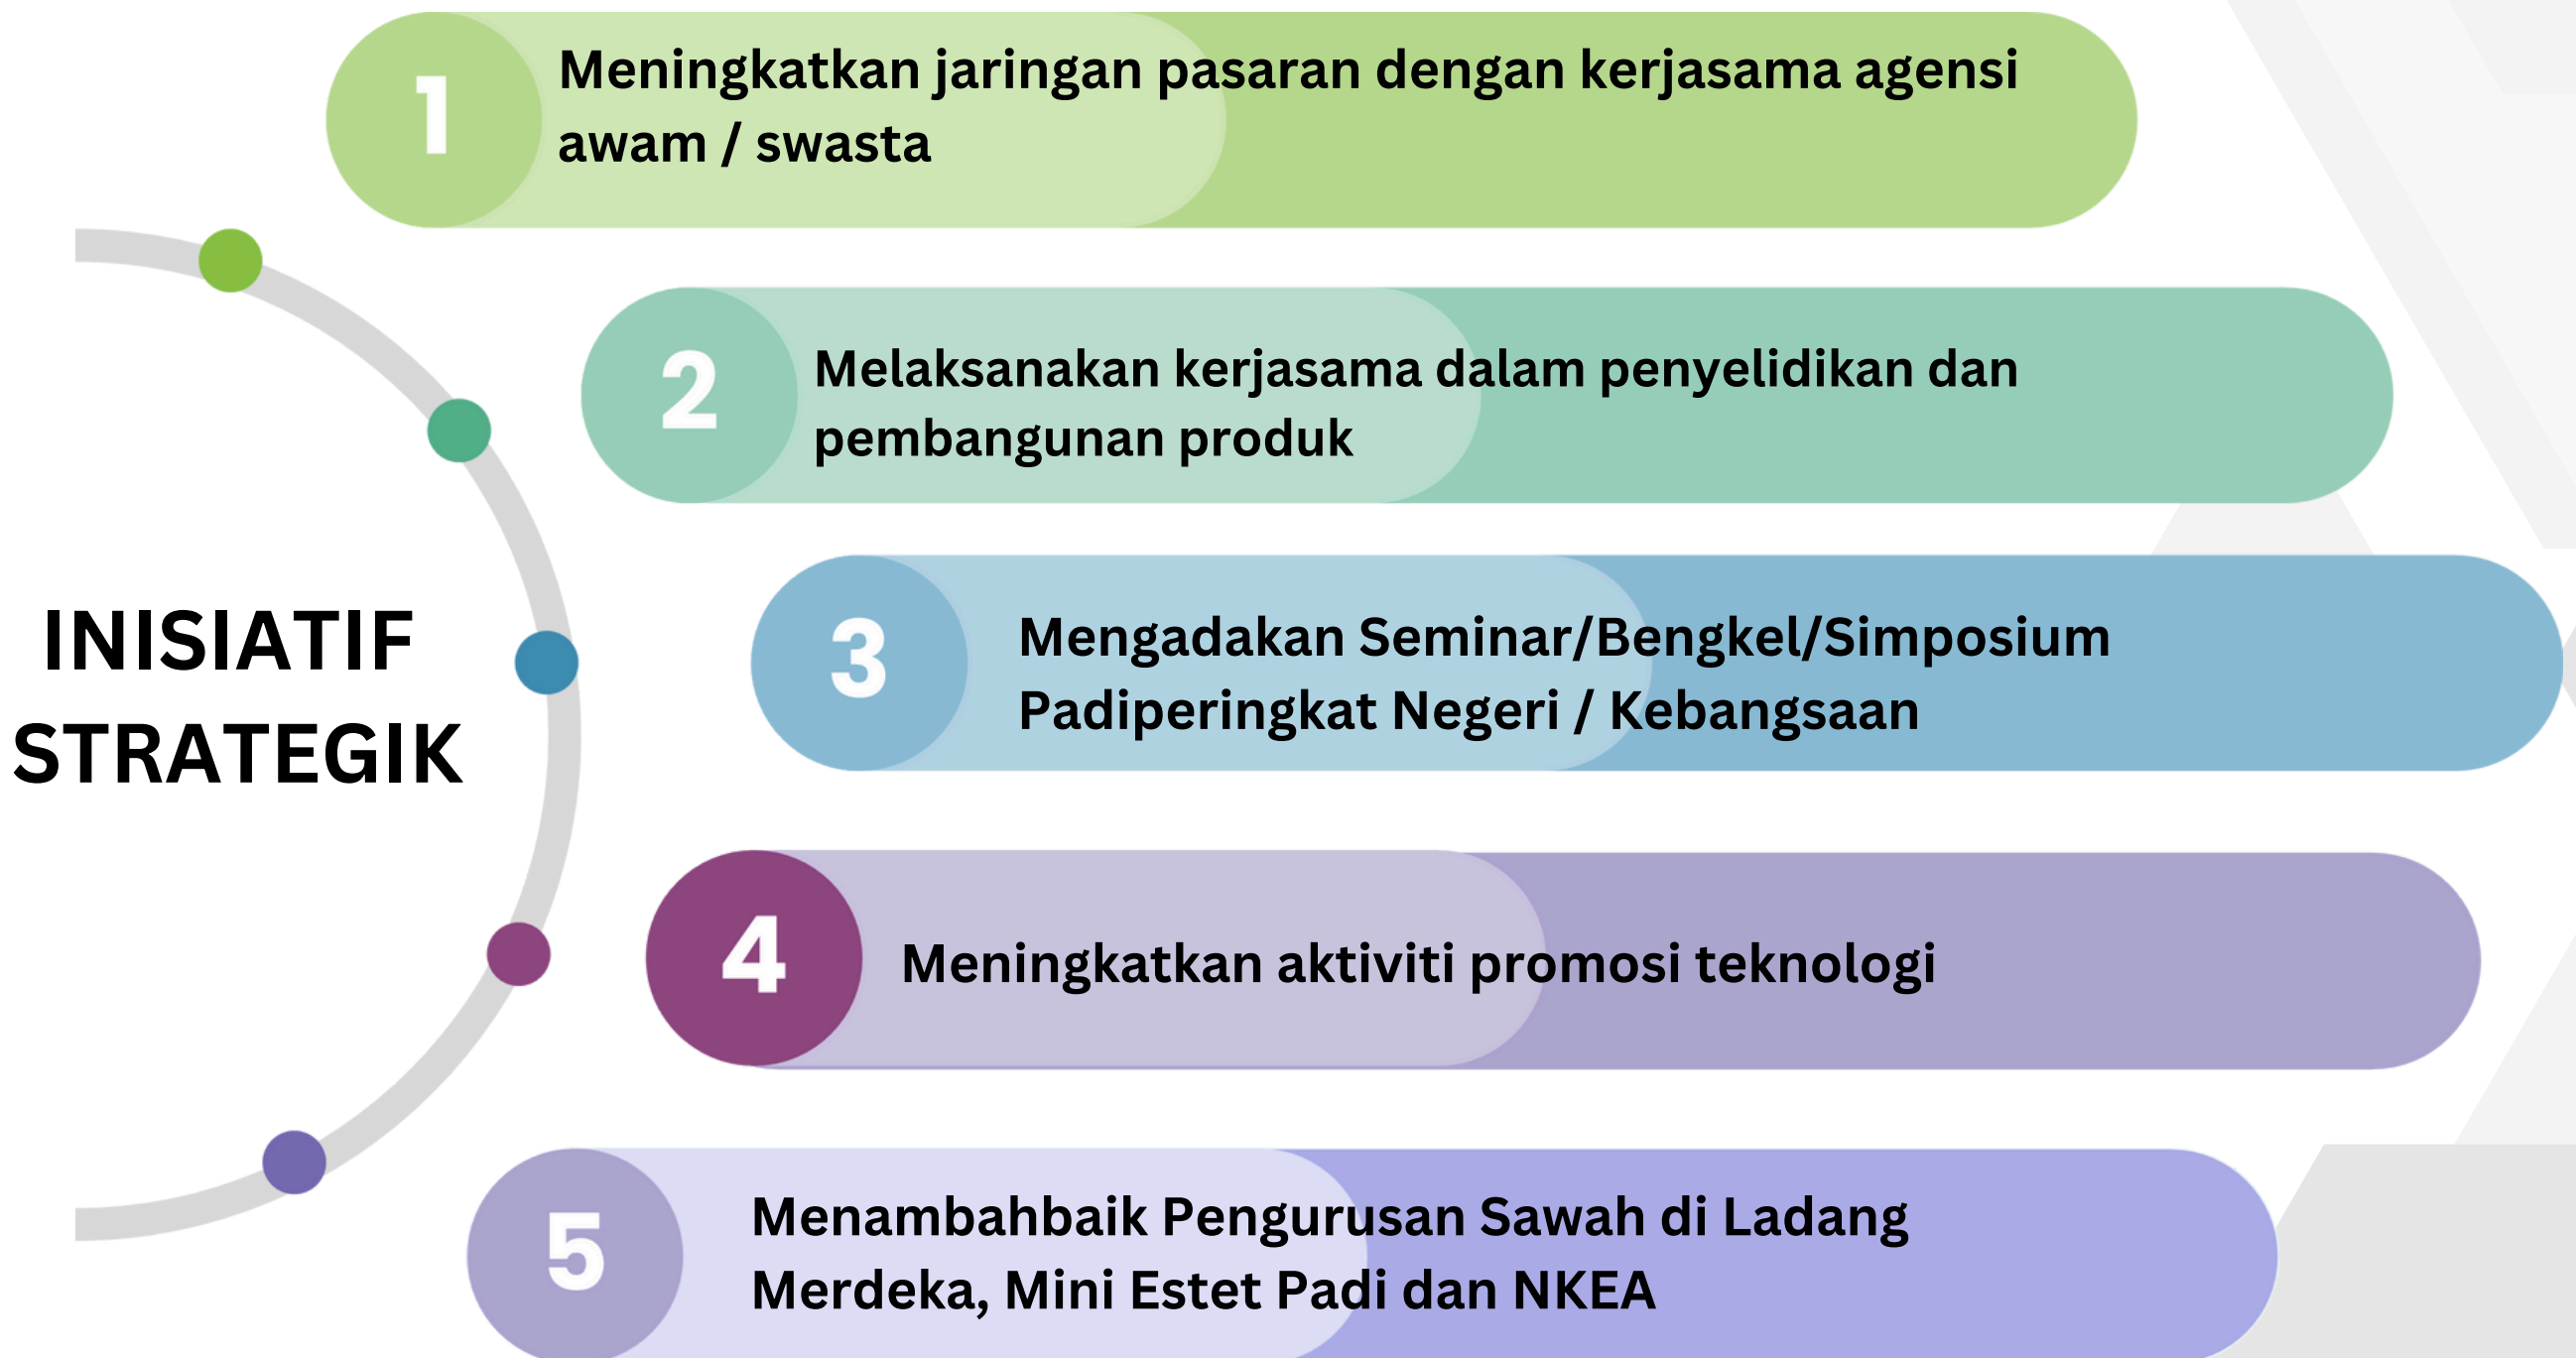 INISIATIF
STRATEGIK
1
Meningkatkan jaringan pasaran dengan kerjasama agensi
awam / swasta
2
Melaksanakan kerjasama dalam penyelidikan dan
pembangunan produk
3
Mengadakan Seminar/Bengkel/Simposium
Padiperingkat Negeri / Kebangsaan
4
Meningkatkan aktiviti promosi teknologi
5
Menambahbaik Pengurusan Sawah di Ladang
Merdeka, Mini Estet Padi dan NKEA